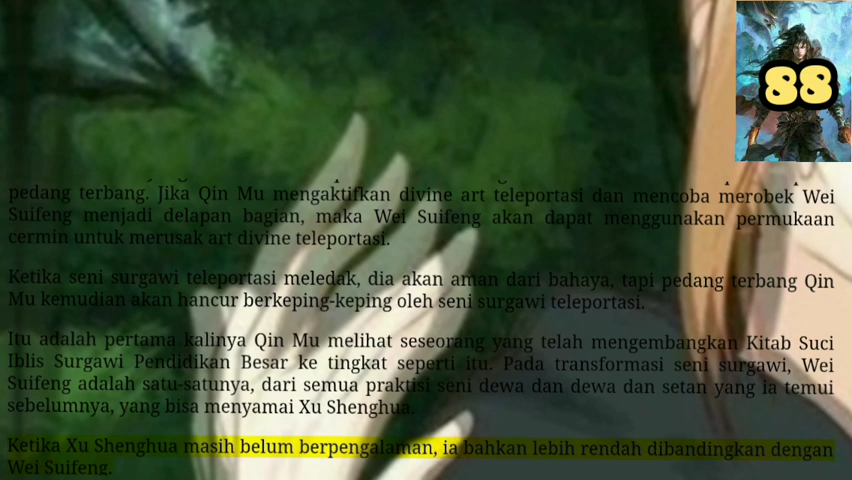 88
pedang terbang. Jika Qin Mu mengaktifkan divine art teleportasi dan mencoba merobek Wei
Suifeng menjadi delapan bagian, maka Wei Suifeng akan dapat menggunakan permukaan
cermin untuk merusak art divine teleportasi.
Ketika seni surgawi teleportasi meledak, dia akan aman dari bahaya, tapi pedang terbang Qin
Mu kemudian akan hancur berkeping-keping oleh seni surgawi teleportasi.
Itu adalah pertama kalinya Qin Mu melihat seseorang yang telah mengembangkan Kitab Suci
Iblis Surgawi Pendidikan Besar ke tingkat seperti itu. Pada transformasi seni surgawi, Wei
Suifeng adalah satu-satunya, dari semua praktisi seni dewa dan dewa dan setan yang ia temui
sebelumnya, yang bisa menyamai Xu Shenghua.
Ketika Xu Shenghua masih belum berpengalaman, ia bahkan lebih rendah dibandingkan dengan
Wei Suifeng.